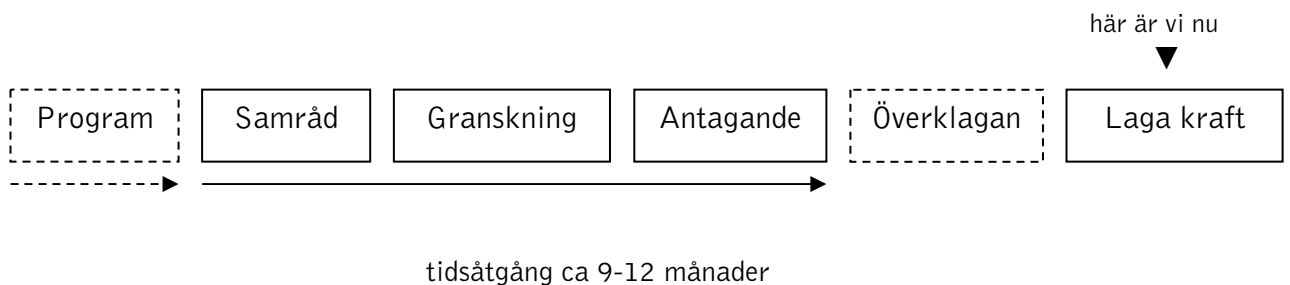 här är vi nu
Program Samråd Granskning Antagande Överklagan Laga kraft
tidsåtgång ca 9-12 månader